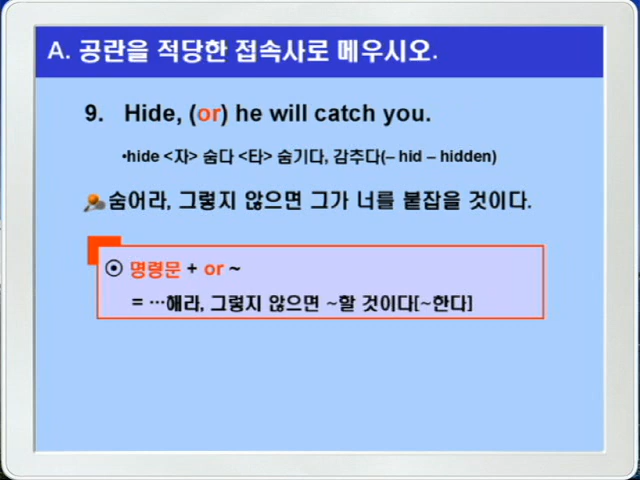 A. 공란을 적당한 접속사로 메우시오.
9. Hide, (or) he will catch you.
•hide <자> 숨다 <타> 숨기다, 감추다(– hid – hidden)
숨어라, 그렇지 않으면 그가 너를 붙잡을 것이다.
⊙ 명령문 + or ~
= …해라, 그렇지 않으면 ~할 것이다[~한다]